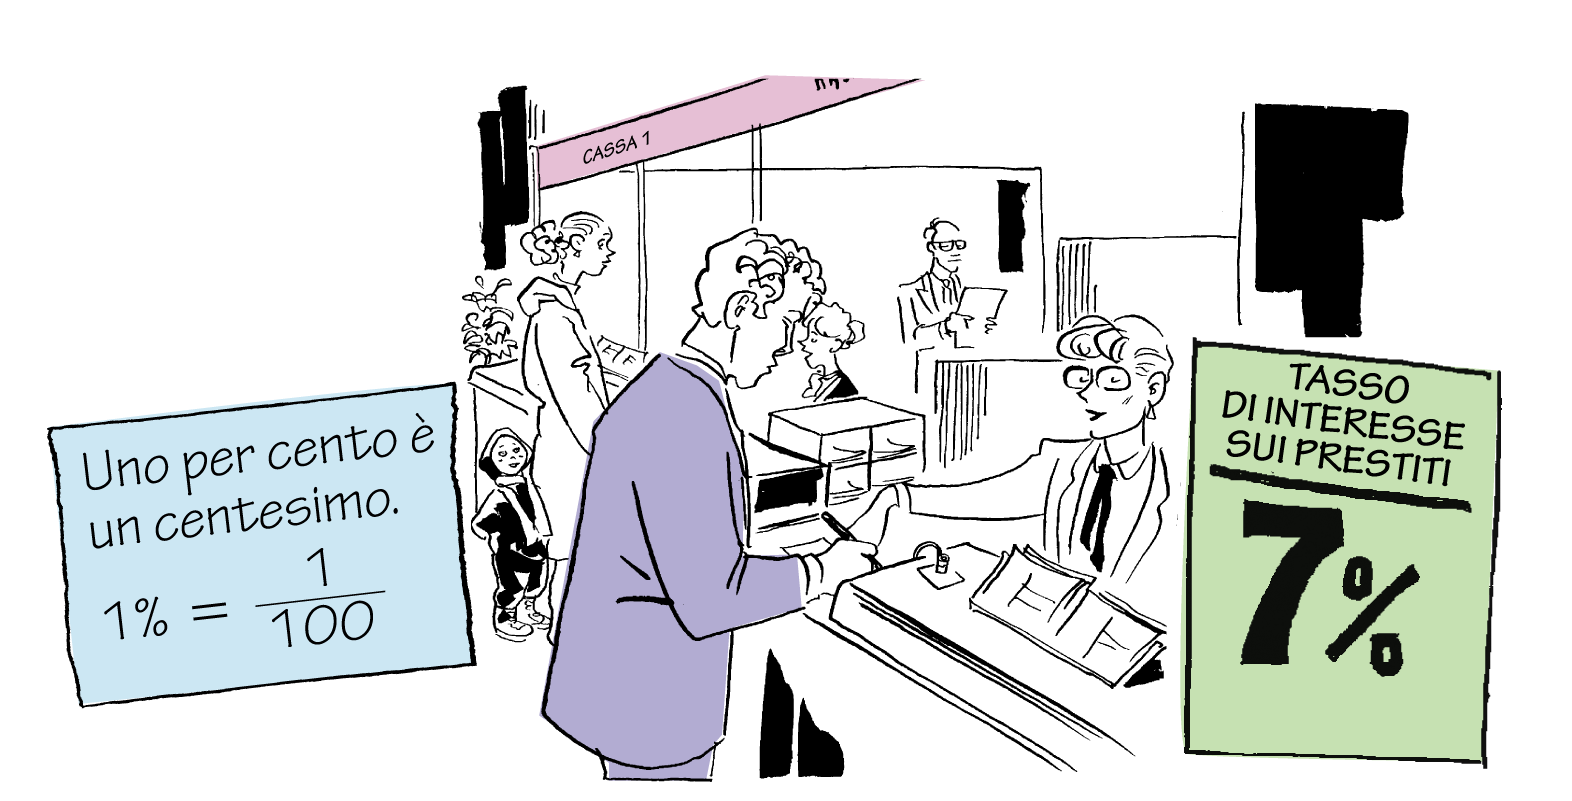 CASSA 1
Uno per cento è
un centesimo.
1% = 1/100
TASSO
DI INTERESSE
SUI PRESTITI
7%